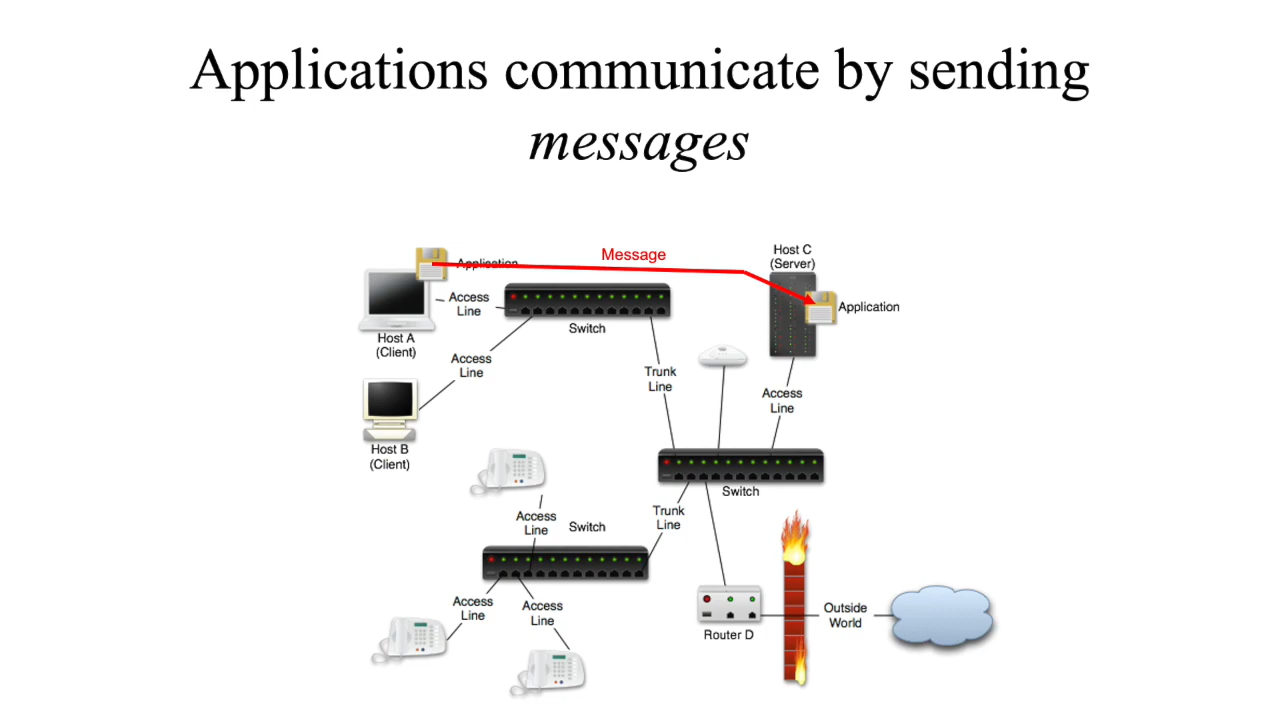 Applications communicate by sending
messages
Message
Host C
(Server)
Application
Access
Line
Application
Switch
Host A
(Client)
Access
Line
Trunk
Line
Access
Line
Host B
(Client)
Switch
Access
Line
Switch
Trunk
Line
Access
Line
Access
Line
Outside
World
Router D